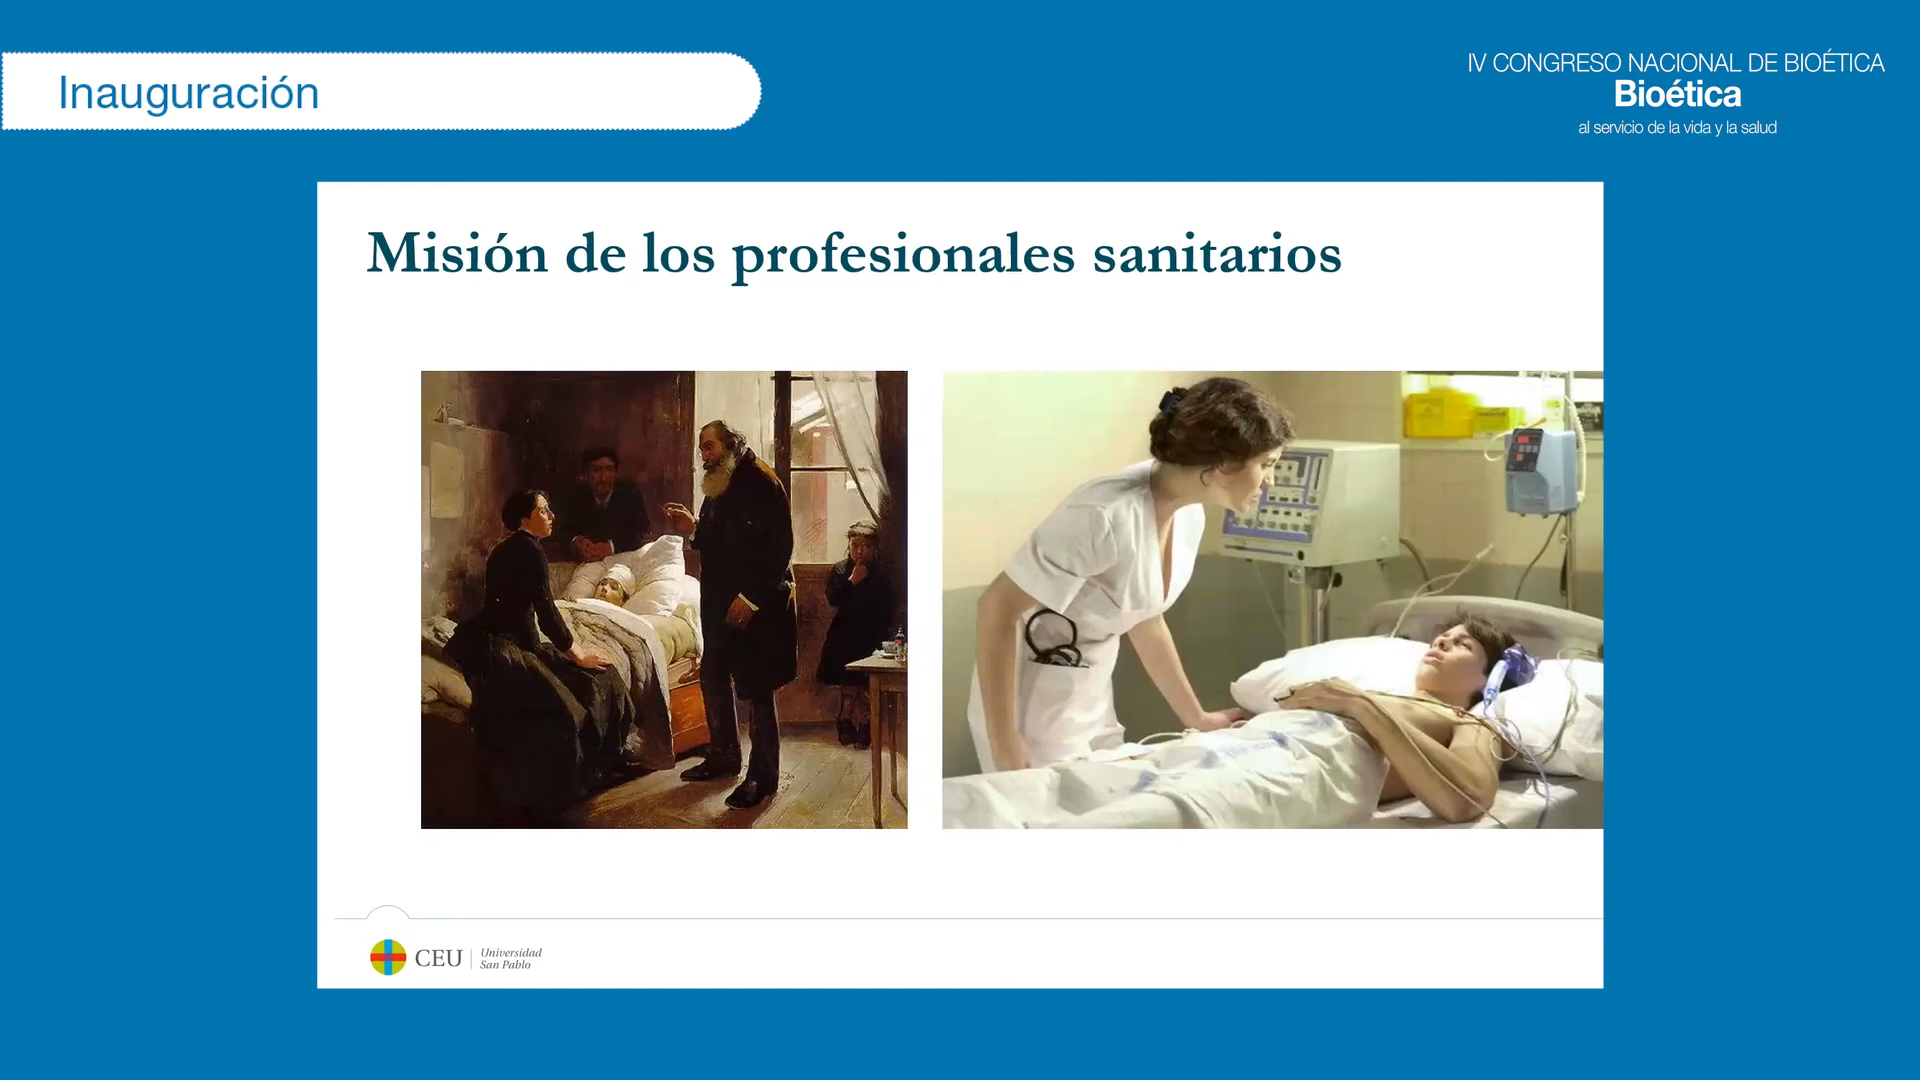 Inauguración
IV CONGRESO NACIONAL DE BIOÉTICA
Bioética
al servicio de la vida y la salud
Misión de los profesionales sanitarios
CEU
Universidad
San Pablo